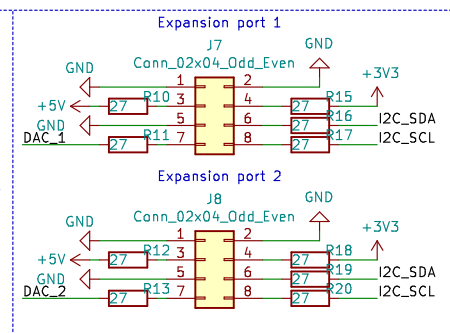 Expansion port 1
J7
Conn_02x04_Odd_Even
GND
GND
+3V3
1 2
+5V 27 R10 3 4 27 R15
GND 5 6 27 R16 I2C_SDA
DAC_1 27 R11 7 8 27 R17 I2C_SCL
Expansion port 2
J8
Conn_02x04_Odd_Even
GND
GND
+3V3
1 2
+5V 27 R12 3 4 27 R18
GND 5 6 27 R19 I2C_SDA
DAC_2 27 R13 7 8 27 R20 I2C_SCL